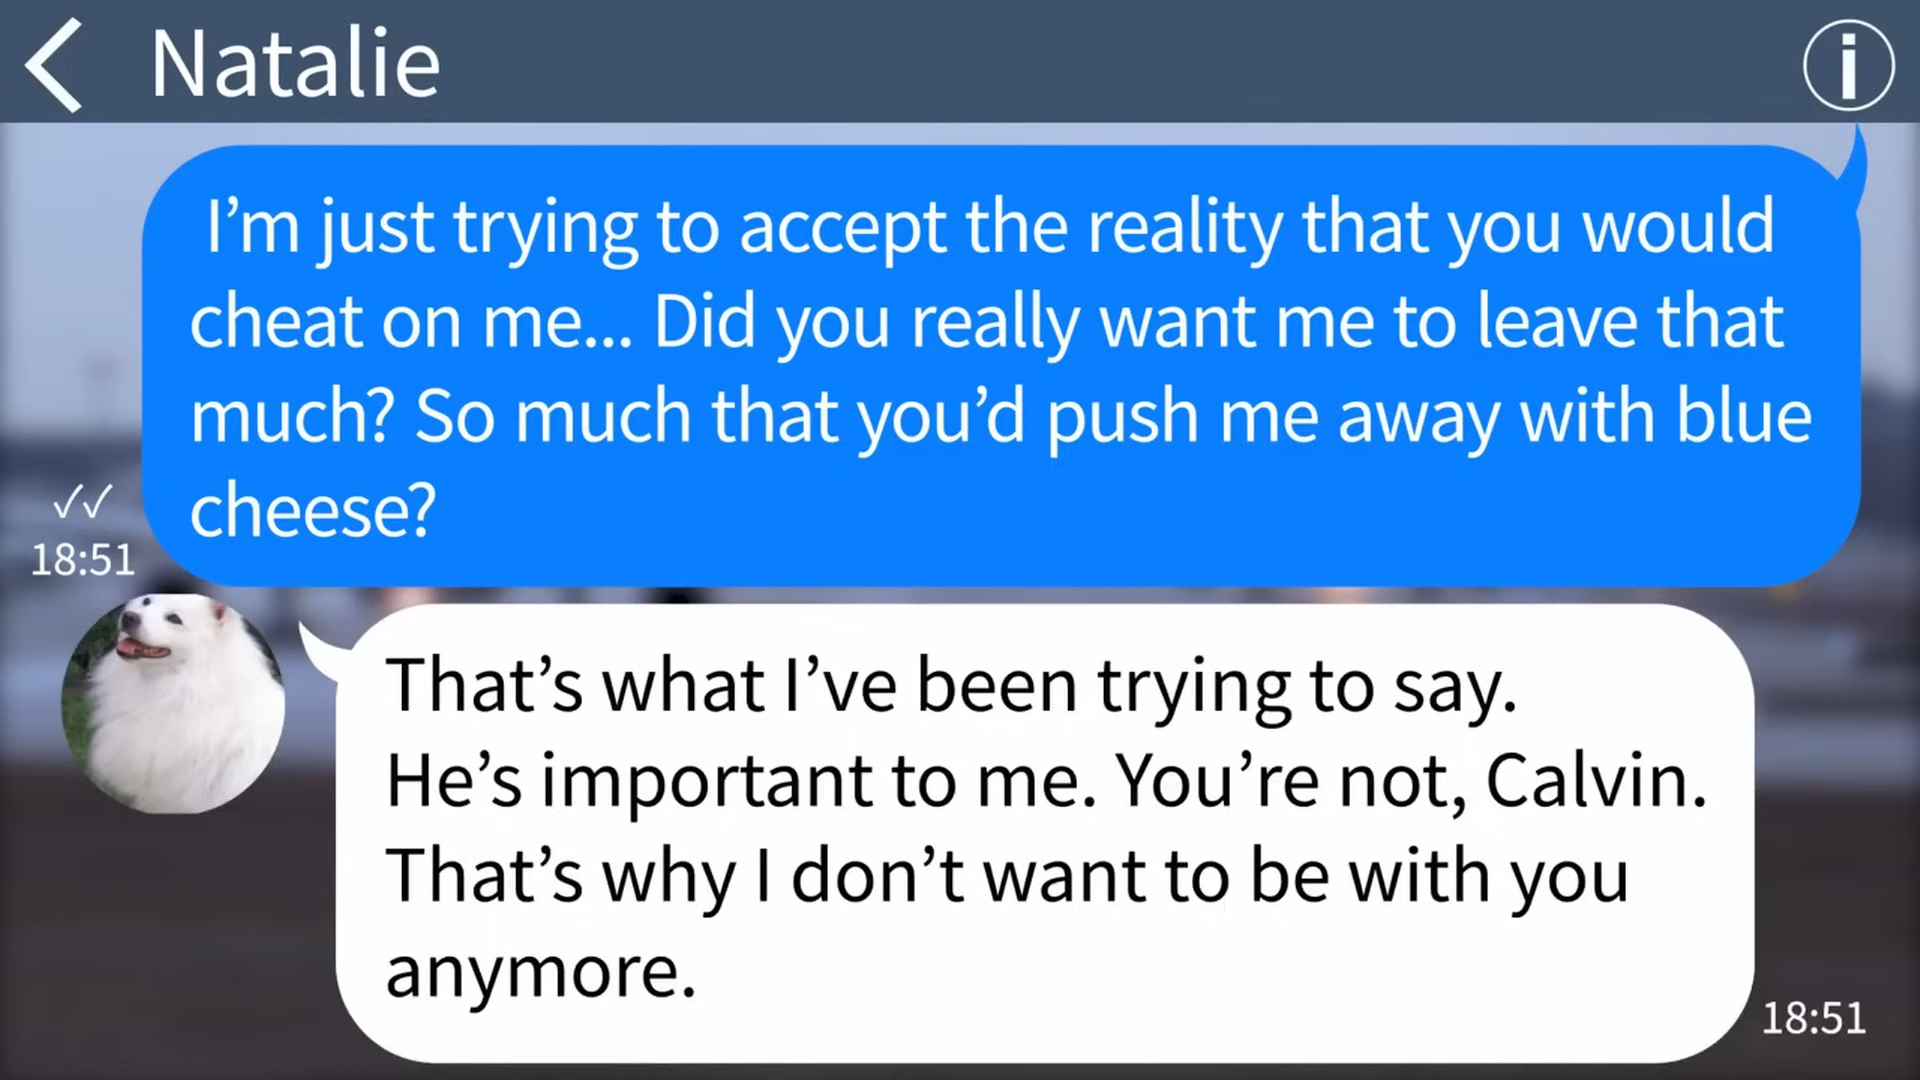 Natalie
i
I’m just trying to accept the reality that you would
cheat on me... Did you really want me to leave that
much? So much that you’d push me away with blue
cheese?
18:51
That’s what I’ve been trying to say.
He’s important to me. You’re not, Calvin.
That’s why I don’t want to be with you
anymore.
18:51